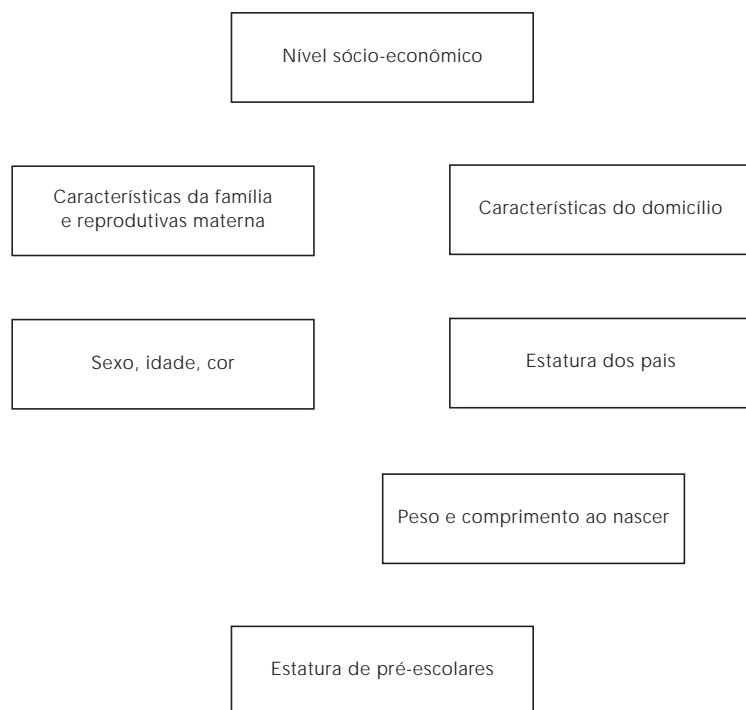 Nível sócio-econômico
Características da família
e reprodutivas materna
Características do domicílio
Sexo, idade, cor
Estatura dos pais
Peso e comprimento ao nascer
Estatura de pré-escolares